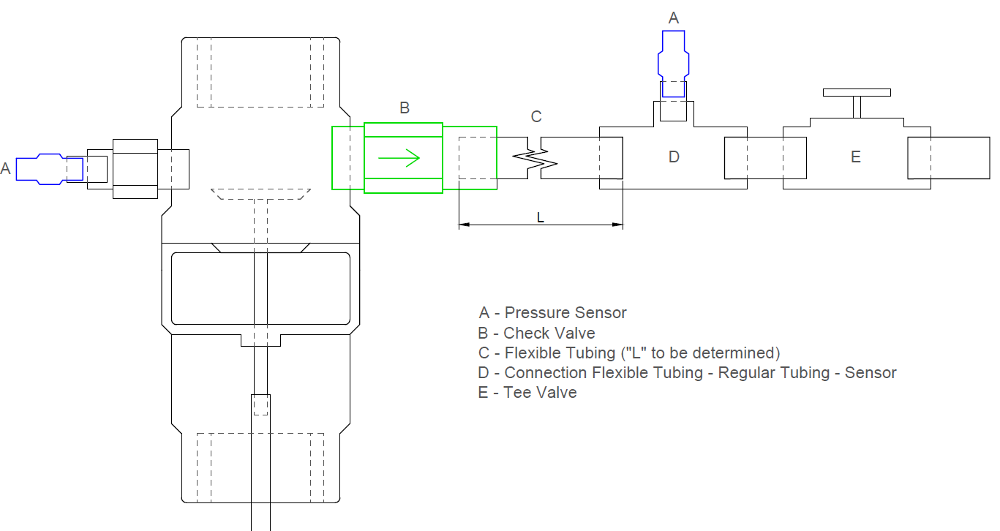 A
B
C
A
D
E
L
A - Pressure Sensor
B - Check Valve
C - Flexible Tubing ("L" to be determined)
D - Connection Flexible Tubing - Regular Tubing - Sensor
E - Tee Valve